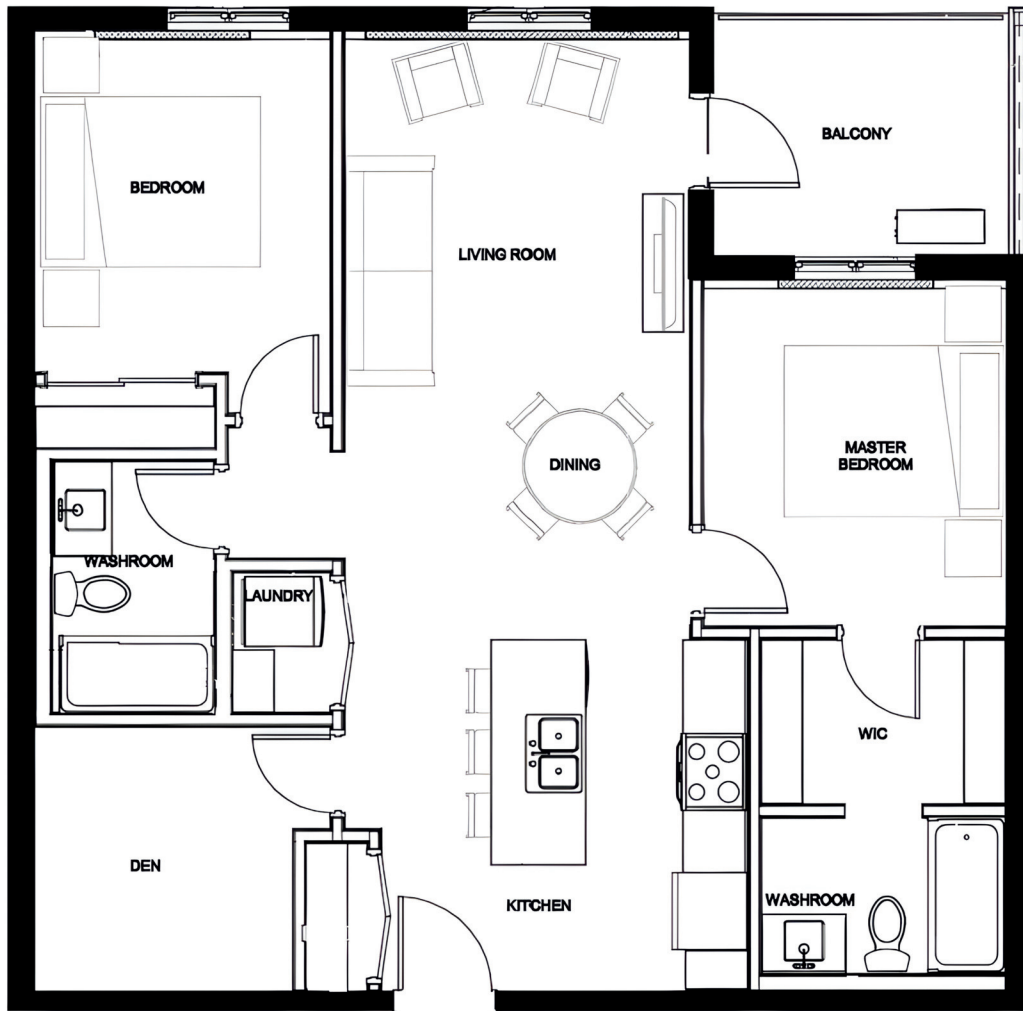 BALCONY
BEDROOM
LIVING ROOM
MASTER
BEDROOM
DINING
WASHROOM
LAUNDRY
WIC
DEN
WASHROOM
KITCHEN